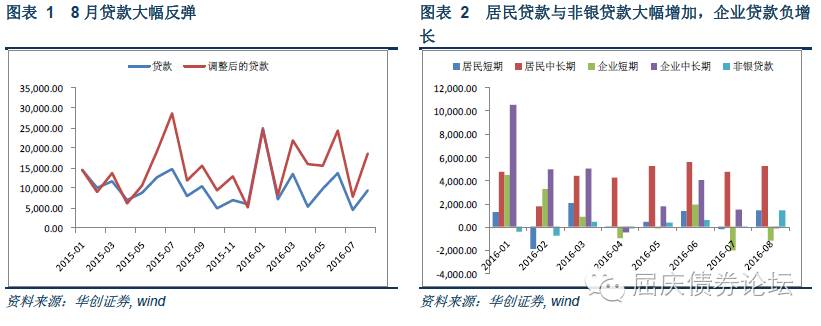 图表 1 8 月贷款大幅反弹
贷款 调整后的贷款
35,000.00
30,000.00
25,000.00
20,000.00
15,000.00
10,000.00
5,000.00
0.00
2015-01 2015-03 2015-05 2015-07 2015-09 2015-11 2016-01 2016-03 2016-05 2016-07
资料来源：华创证券, wind
图表 2 居民贷款与非银贷款大幅增加，企业贷款负增
长
居民短期 居民中长期 企业短期 企业中长期 非银贷款
12,000.00
10,000.00
8,000.00
6,000.00
4,000.00
2,000.00
0.00
-2,000.00
-4,000.00
2016-01 2016-02 2016-03 2016-04 2016-05 2016-06 2016-07 2016-08
资料来源：华创证券, wind
屈庆债券论坛